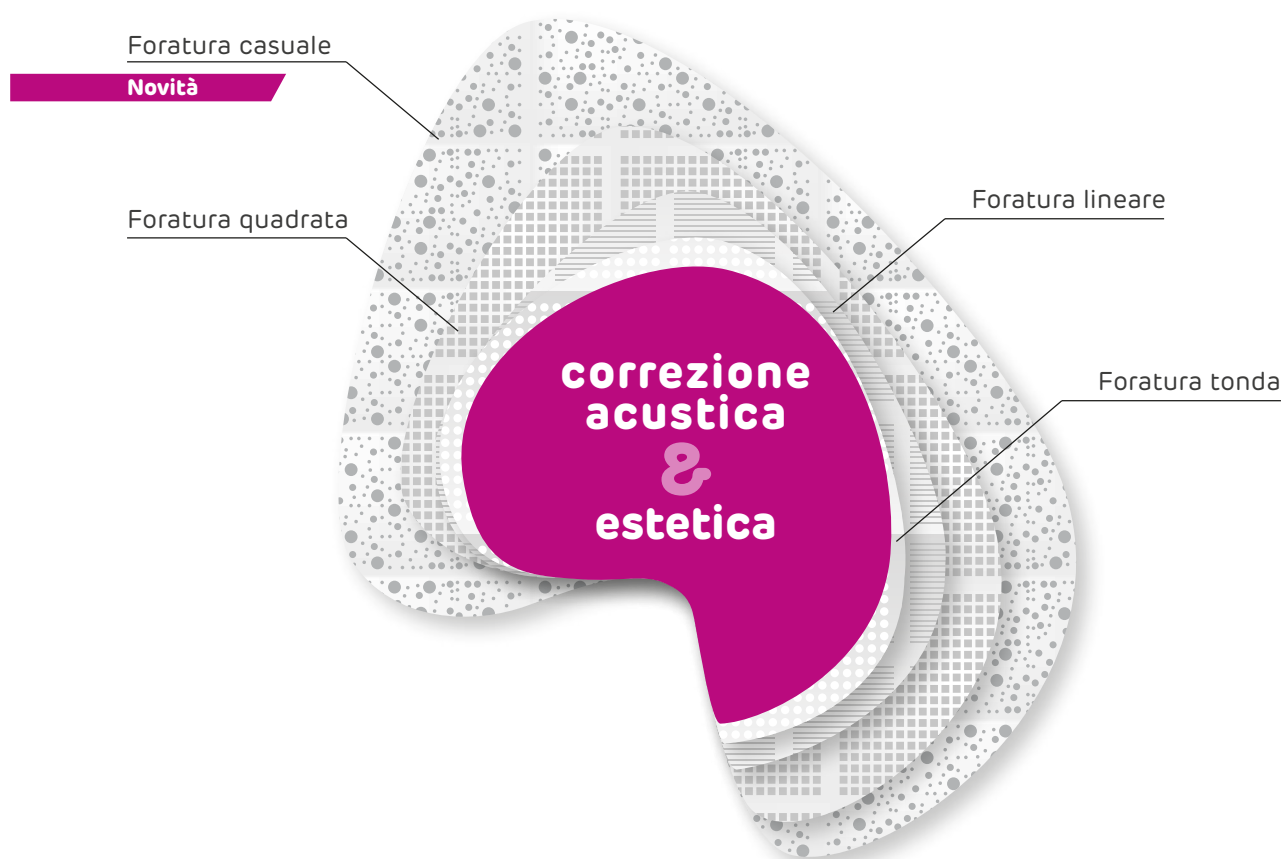 Foratura casuale
Novità
Foratura quadrata
Foratura lineare
Foratura tonda
correzione
acustica
&
estetica